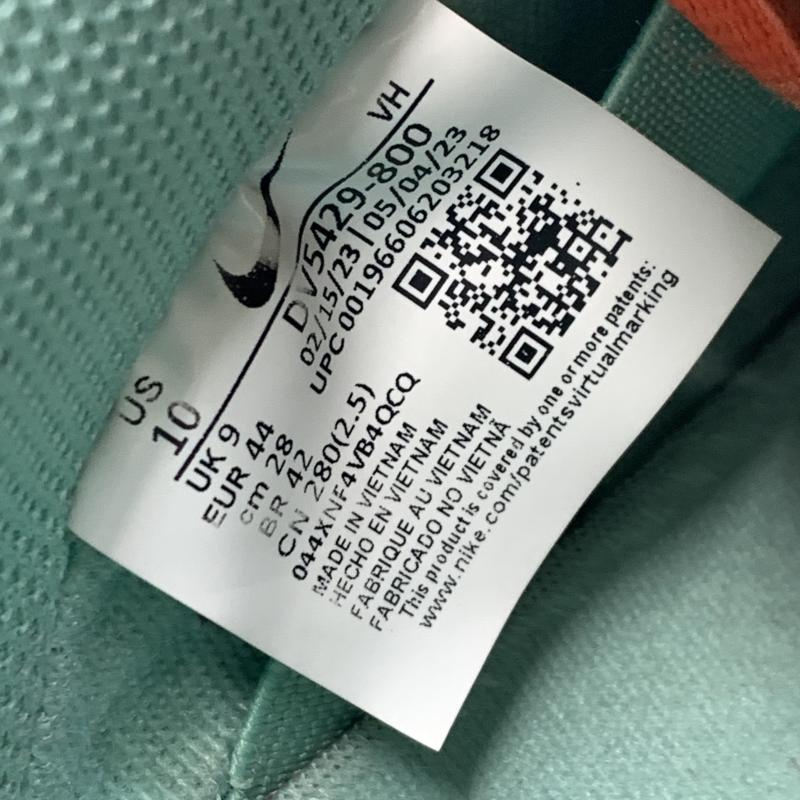 VH
DV5429-800
02/15/23 | 05/04/23
UPC 00196606203218
US
10
UK 9
EUR 44
cm 28
BR 42
CN 280(2.5)
044XNF4VB4QCQ
MADE IN VIETNAM
HECHO EN VIETNAM
FABRIQUE AU VIETNAM
FABRICADO NO VIETNÃ
This product is covered by one or more patents:
www.nike.com/patentsvirtualmarking